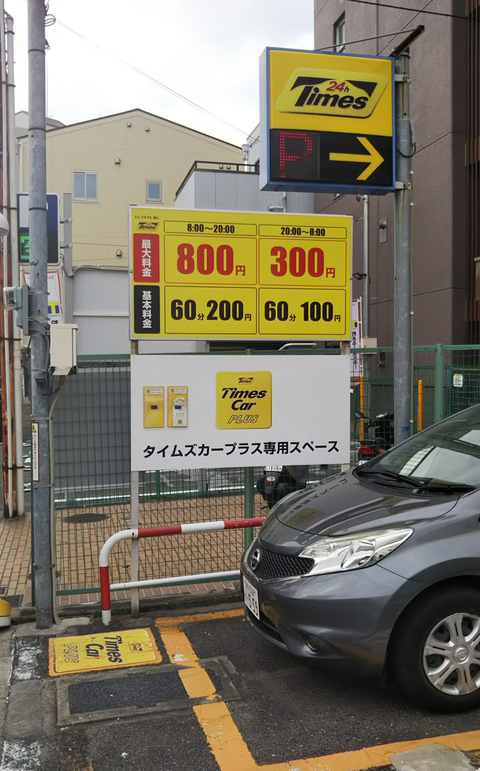 24h
Times
P
Times
8:00～20:00
20:00～8:00
最大料金
800円
300円
基本料金
60分 200円
60分 100円
Times
Times
Car
PLUS
タイムズカープラス専用スペース
Times
Car
PLUS